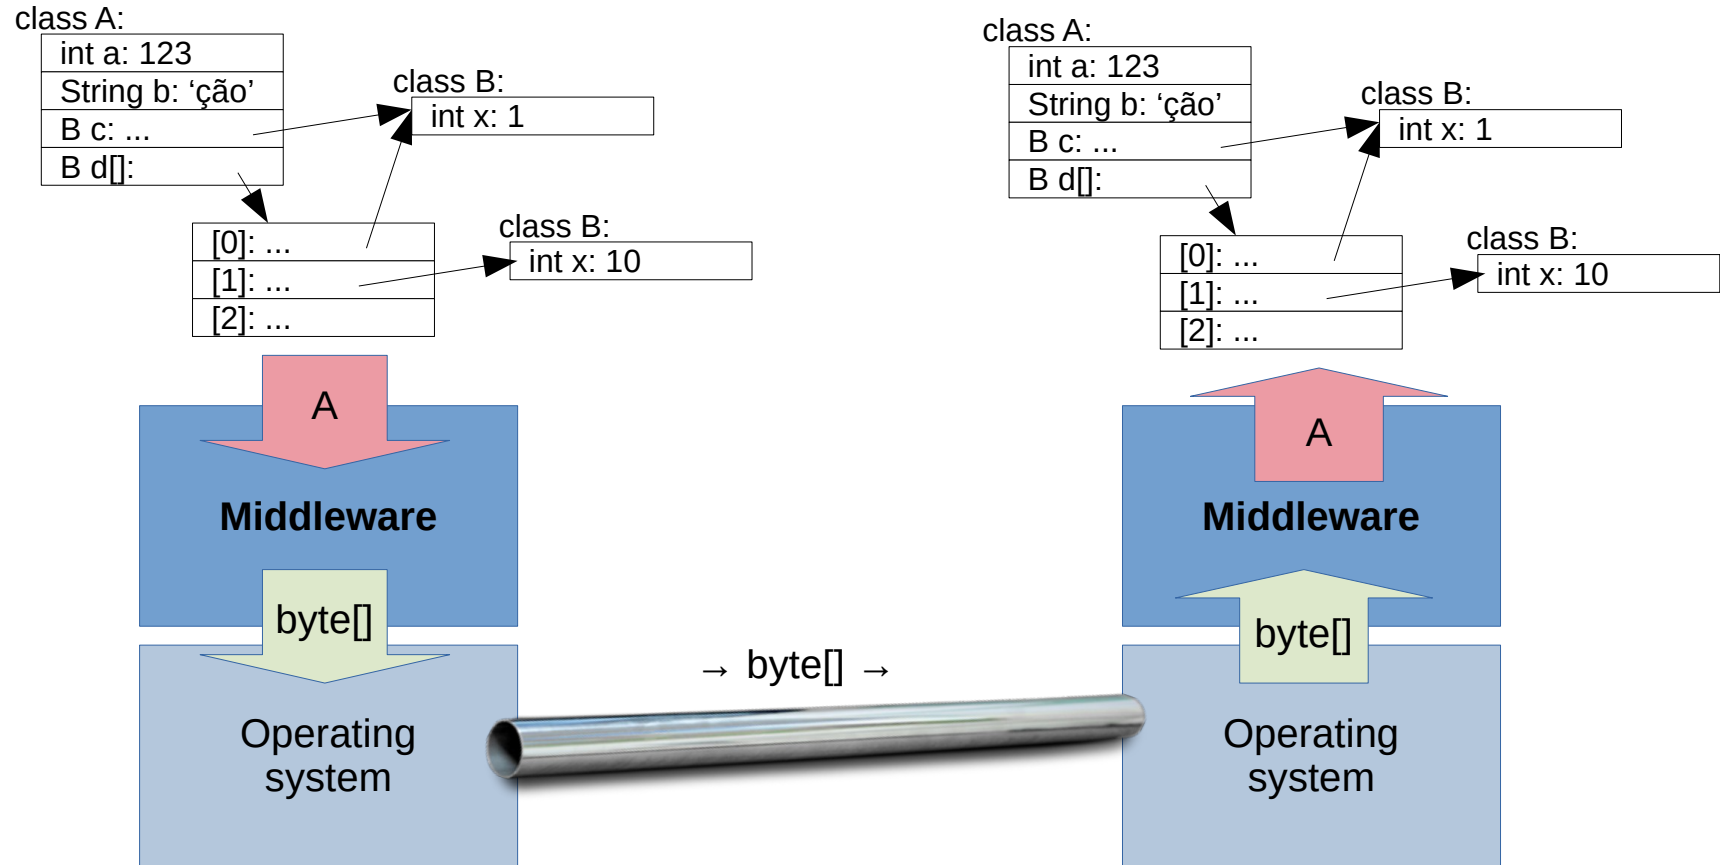 class A:
int a: 123
String b: ‘ção’
B c: ...
B d[]:
class B:
int x: 1
[0]: ...
[1]: ...
[2]: ...
class B:
int x: 10
A
Middleware
byte[]
Operating
system
→ byte[] →
class A:
int a: 123
String b: ‘ção’
B c: ...
B d[]:
class B:
int x: 1
[0]: ...
[1]: ...
[2]: ...
class B:
int x: 10
A
Middleware
byte[]
Operating
system